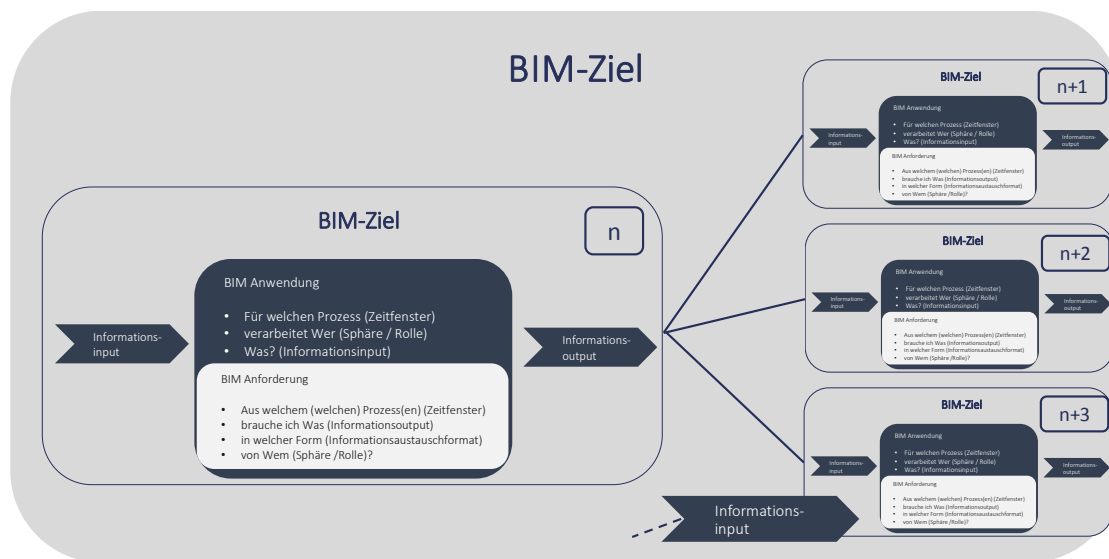 BIM-Ziel
BIM-Ziel
n
BIM Anwendung
• Für welchen Prozess (Zeitfenster)
• verarbeitet Wer (Sphäre / Rolle)
• Was? (Informationsinput)
Informations-
input
Informations-
output
BIM Anforderung
• Aus welchem (welchen) Prozess(en) (Zeitfenster)
• brauche ich Was (Informationsoutput)
• in welcher Form (Informationsaustauschformat)
• von Wem (Sphäre /Rolle)?
BIM-Ziel
n+1
BIM Anwendung
• Für welchen Prozess (Zeitfenster)
• verarbeitet Wer (Sphäre / Rolle)
• Was? (Informationsinput)
Informations-
input
Informations-
output
BIM Anforderung
• Aus welchem (welchen) Prozess(en) (Zeitfenster)
• brauche ich Was (Informationsoutput)
• in welcher Form (Informationsaustauschformat)
• von Wem (Sphäre /Rolle)?
BIM-Ziel
n+2
BIM Anwendung
• Für welchen Prozess (Zeitfenster)
• verarbeitet Wer (Sphäre / Rolle)
• Was? (Informationsinput)
Informations-
input
Informations-
output
BIM Anforderung
• Aus welchem (welchen) Prozess(en) (Zeitfenster)
• brauche ich Was (Informationsoutput)
• in welcher Form (Informationsaustauschformat)
• von Wem (Sphäre /Rolle)?
BIM-Ziel
n+3
BIM Anwendung
• Für welchen Prozess (Zeitfenster)
• verarbeitet Wer (Sphäre / Rolle)
• Was? (Informationsinput)
Informations-
input
Informations-
output
BIM Anforderung
• Aus welchem (welchen) Prozess(en) (Zeitfenster)
• brauche ich Was (Informationsoutput)
• in welcher Form (Informationsaustauschformat)
• von Wem (Sphäre /Rolle)?
Informations-
input